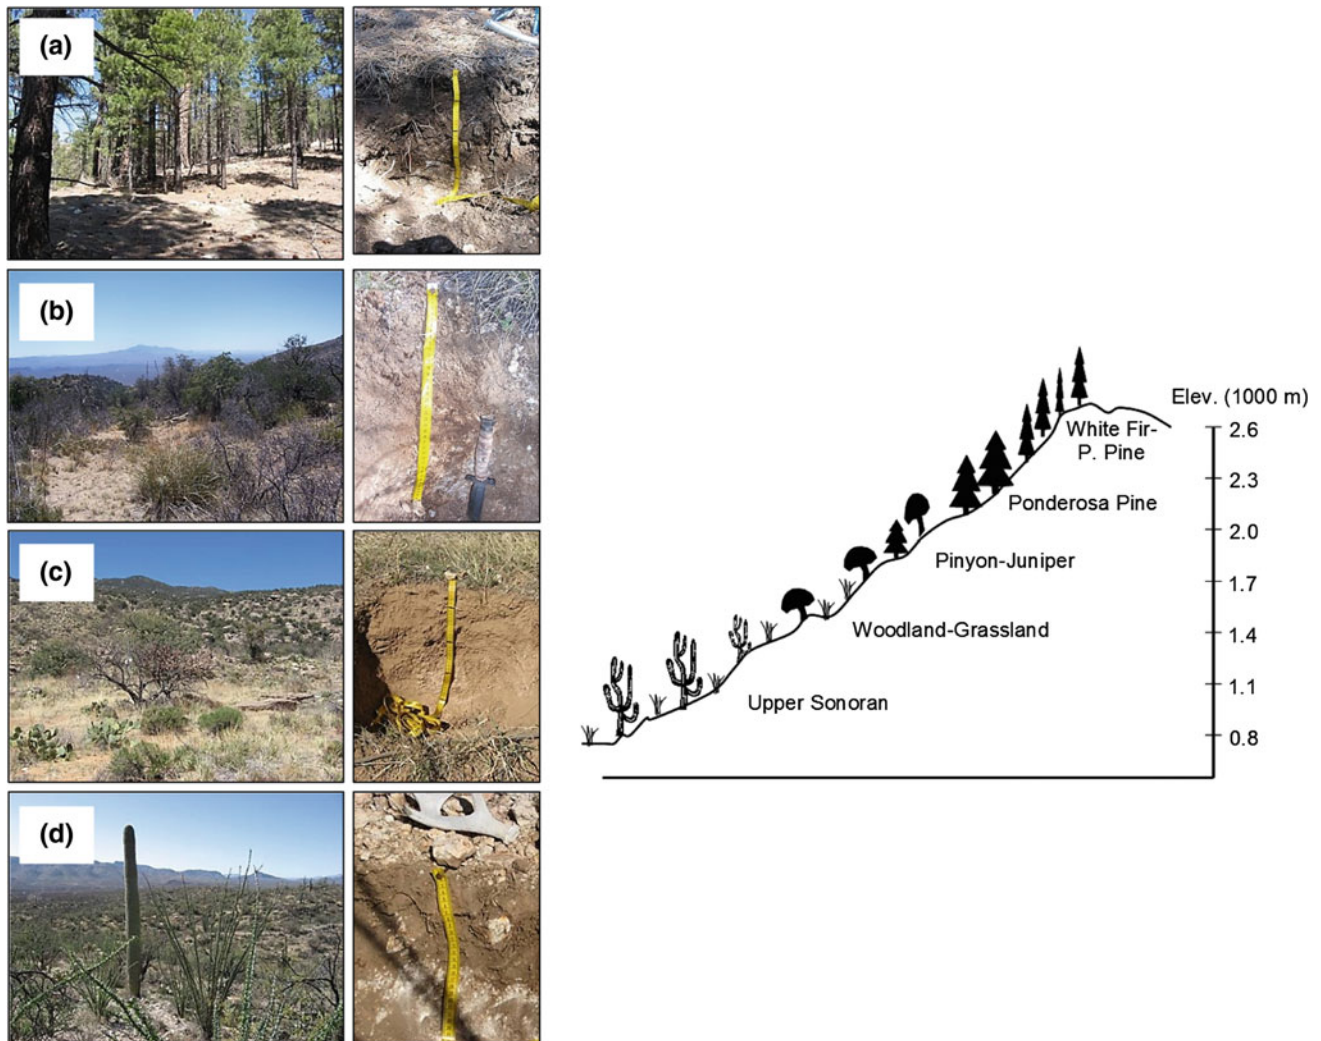 (a)
(b)
(c)
(d)
Elev. (1000 m)
White Fir-
P. Pine
Ponderosa Pine
Pinyon-Juniper
Woodland-Grassland
Upper Sonoran
2.6
2.3
2.0
1.7
1.4
1.1
0.8